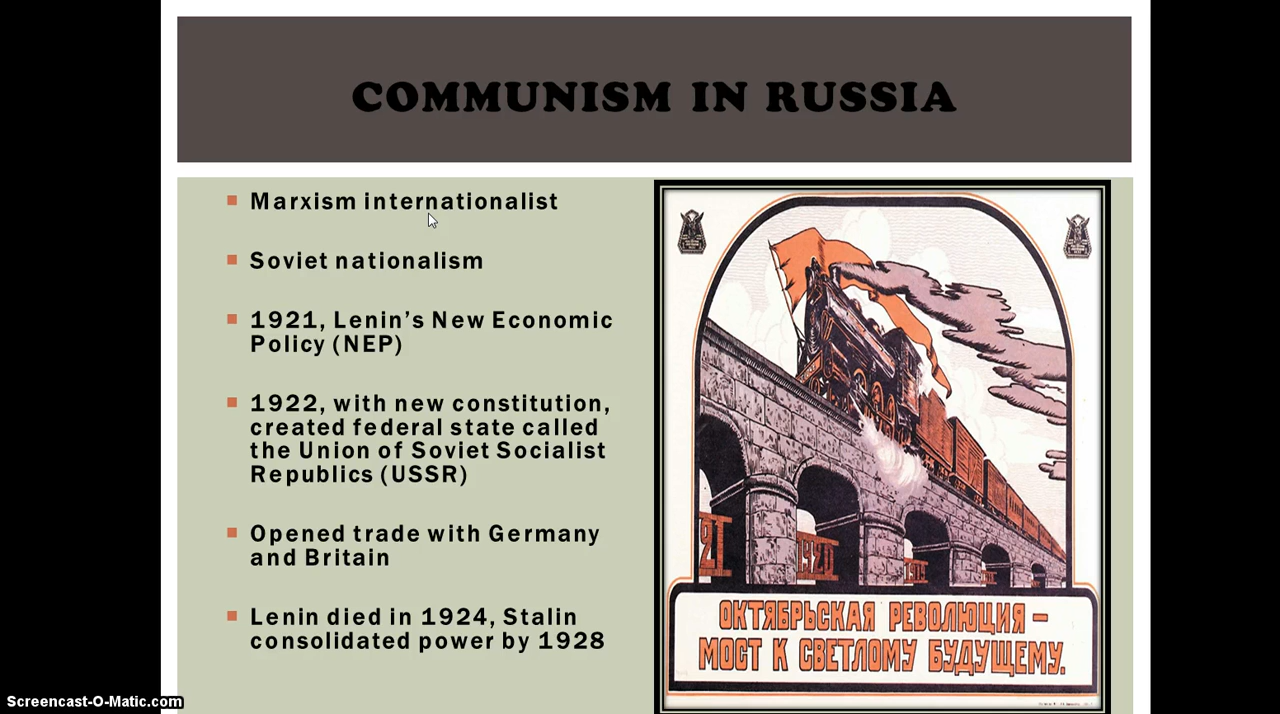 COMMUNISM IN RUSSIA
Marxism internationalist
Soviet nationalism
1921, Lenin's New Economic
Policy (NEP)
1922, with new constitution,
created federal state called
the Union of Soviet Socialist
Republics (USSR)
Opened trade with Germany
and Britain
Lenin died in 1924, Stalin
consolidated power by 1928
21
1920
ОКТЯБРЬСКАЯ РЕВОЛЮЦИЯ –
МОСТ К СВЕТЛОМУ БУДУЩЕМУ.
Screencast-O-Matic.com